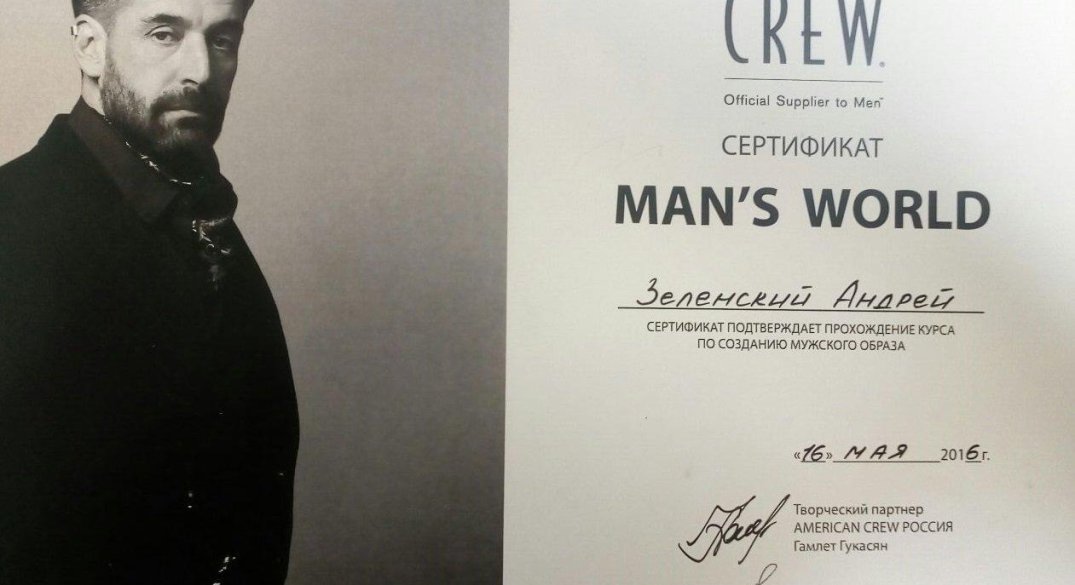 CREW®
Official Supplier to Men™
СЕРТИФИКАТ
MAN'S WORLD
Зеленский Андрей
СЕРТИФИКАТ ПОДТВЕРЖДАЕТ ПРОХОЖДЕНИЕ КУРСА
ПО СОЗДАНИЮ МУЖСКОГО ОБРАЗА
«16» МАЯ 2016 г.
Творческий партнер
AMERICAN CREW РОССИЯ
Гамлет Гукасян